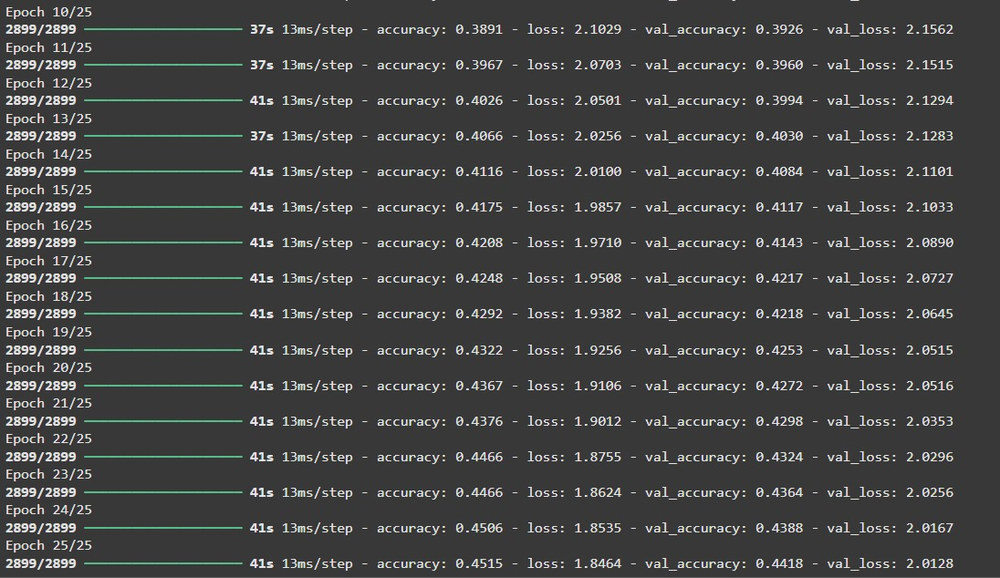 Epoch 10/25
2899/2899 37s 13ms/step - accuracy: 0.3891 - loss: 2.1029 - val_accuracy: 0.3926 - val_loss: 2.1562
Epoch 11/25
2899/2899 37s 13ms/step - accuracy: 0.3967 - loss: 2.0703 - val_accuracy: 0.3960 - val_loss: 2.1515
Epoch 12/25
2899/2899 41s 13ms/step - accuracy: 0.4026 - loss: 2.0501 - val_accuracy: 0.3994 - val_loss: 2.1294
Epoch 13/25
2899/2899 37s 13ms/step - accuracy: 0.4066 - loss: 2.0256 - val_accuracy: 0.4030 - val_loss: 2.1283
Epoch 14/25
2899/2899 41s 13ms/step - accuracy: 0.4116 - loss: 2.0100 - val_accuracy: 0.4084 - val_loss: 2.1101
Epoch 15/25
2899/2899 41s 13ms/step - accuracy: 0.4175 - loss: 1.9857 - val_accuracy: 0.4117 - val_loss: 2.1033
Epoch 16/25
2899/2899 41s 13ms/step - accuracy: 0.4208 - loss: 1.9710 - val_accuracy: 0.4143 - val_loss: 2.0890
Epoch 17/25
2899/2899 41s 13ms/step - accuracy: 0.4248 - loss: 1.9508 - val_accuracy: 0.4217 - val_loss: 2.0727
Epoch 18/25
2899/2899 41s 13ms/step - accuracy: 0.4292 - loss: 1.9382 - val_accuracy: 0.4218 - val_loss: 2.0645
Epoch 19/25
2899/2899 41s 13ms/step - accuracy: 0.4322 - loss: 1.9256 - val_accuracy: 0.4253 - val_loss: 2.0515
Epoch 20/25
2899/2899 41s 13ms/step - accuracy: 0.4367 - loss: 1.9106 - val_accuracy: 0.4272 - val_loss: 2.0516
Epoch 21/25
2899/2899 41s 13ms/step - accuracy: 0.4376 - loss: 1.9012 - val_accuracy: 0.4298 - val_loss: 2.0353
Epoch 22/25
2899/2899 41s 13ms/step - accuracy: 0.4466 - loss: 1.8755 - val_accuracy: 0.4324 - val_loss: 2.0296
Epoch 23/25
2899/2899 41s 13ms/step - accuracy: 0.4466 - loss: 1.8624 - val_accuracy: 0.4364 - val_loss: 2.0256
Epoch 24/25
2899/2899 41s 13ms/step - accuracy: 0.4506 - loss: 1.8535 - val_accuracy: 0.4388 - val_loss: 2.0167
Epoch 25/25
2899/2899 41s 13ms/step - accuracy: 0.4515 - loss: 1.8464 - val_accuracy: 0.4418 - val_loss: 2.0128